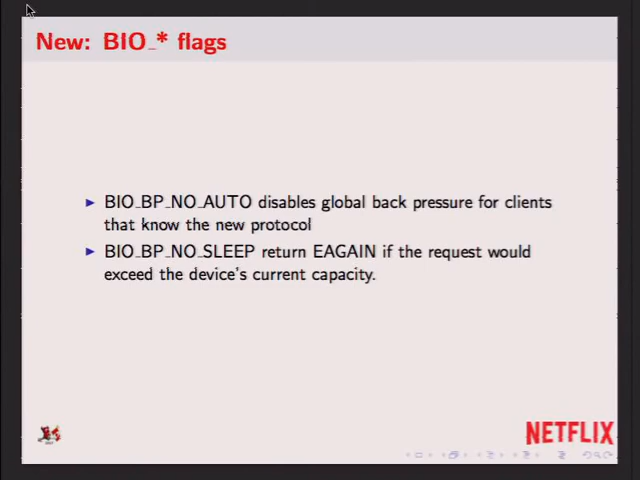 New: BIO_* flags
BIO_BP_NO_AUTO disables global back pressure for clients
that know the new protocol
BIO_BP_NO_SLEEP return EAGAIN if the request would
exceed the device's current capacity.
NETFLIX